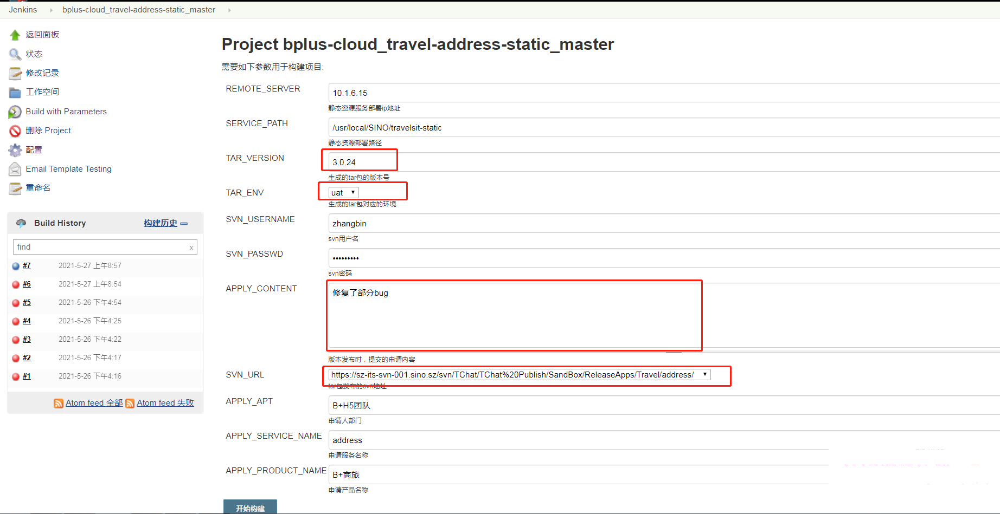 Jenkins
bplus-cloud_travel-address-static_master
返回面板
状态
修改记录
工作空间
Build with Parameters
删除 Project
配置
Email Template Testing
重命名
Build History
构建历史
find
x
#7 2021-5-27 上午8:57
#6 2021-5-27 上午8:54
#5 2021-5-26 下午4:54
#4 2021-5-26 下午4:25
#3 2021-5-26 下午4:22
#2 2021-5-26 下午4:17
#1 2021-5-26 下午4:16
Atom feed 全部 Atom feed 失败
Project bplus-cloud_travel-address-static_master
需要如下参数用于构建项目:
REMOTE_SERVER
10.1.6.15
静态资源服务部署ip地址
SERVICE_PATH
/usr/local/SINO/travelsit-static
静态资源部署路径
TAR_VERSION
3.0.24
生成的tar包的版本号
TAR_ENV
uat
生成的tar包对应的环境
SVN_USERNAME
zhangbin
svn用户名
SVN_PASSWD
•••••••••
svn密码
APPLY_CONTENT
修复了部分bug
版本发布时，提交的申请内容
SVN_URL
https://sz-its-svn-001.sino.sz/svn/TChat/TChat%20Publish/SandBox/ReleaseApps/Travel/address/
tar包发布的svn地址
APPLY_APT
B+H5团队
申请人部门
APPLY_SERVICE_NAME
address
申请服务名称
APPLY_PRODUCT_NAME
B+商旅
申请产品名称
开始构建